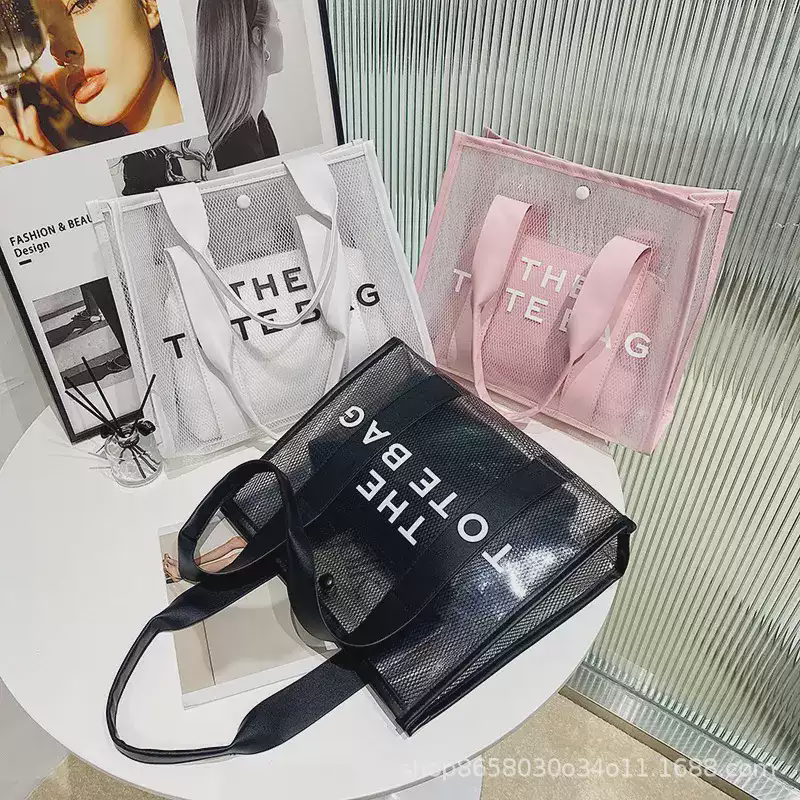 FASHION & BEAU
Design
THE
TOTE BAG
THE
TOTE BAG
THE
TOTE BAG
shop8658030o34o11.1688.com